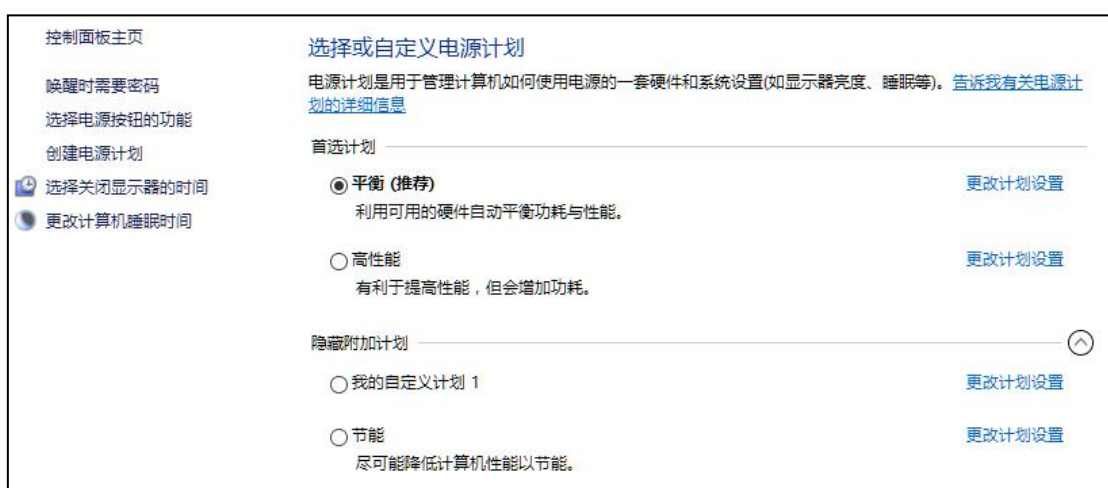 控制面板主页
唤醒时需要密码
选择电源按钮的功能
创建电源计划
选择关闭显示器的时间
更改计算机睡眠时间
选择或自定义电源计划
电源计划是用于管理计算机如何使用电源的一套硬件和系统设置(如显示器亮度、睡眠等)。告诉我有关电源计
划的详细信息
首选计划
平衡 (推荐) 更改计划设置
利用可用的硬件自动平衡功耗与性能。
高性能 更改计划设置
有利于提高性能，但会增加功耗。
隐藏附加计划
我的自定义计划 1 更改计划设置
节能 更改计划设置
尽可能降低计算机性能以节能。